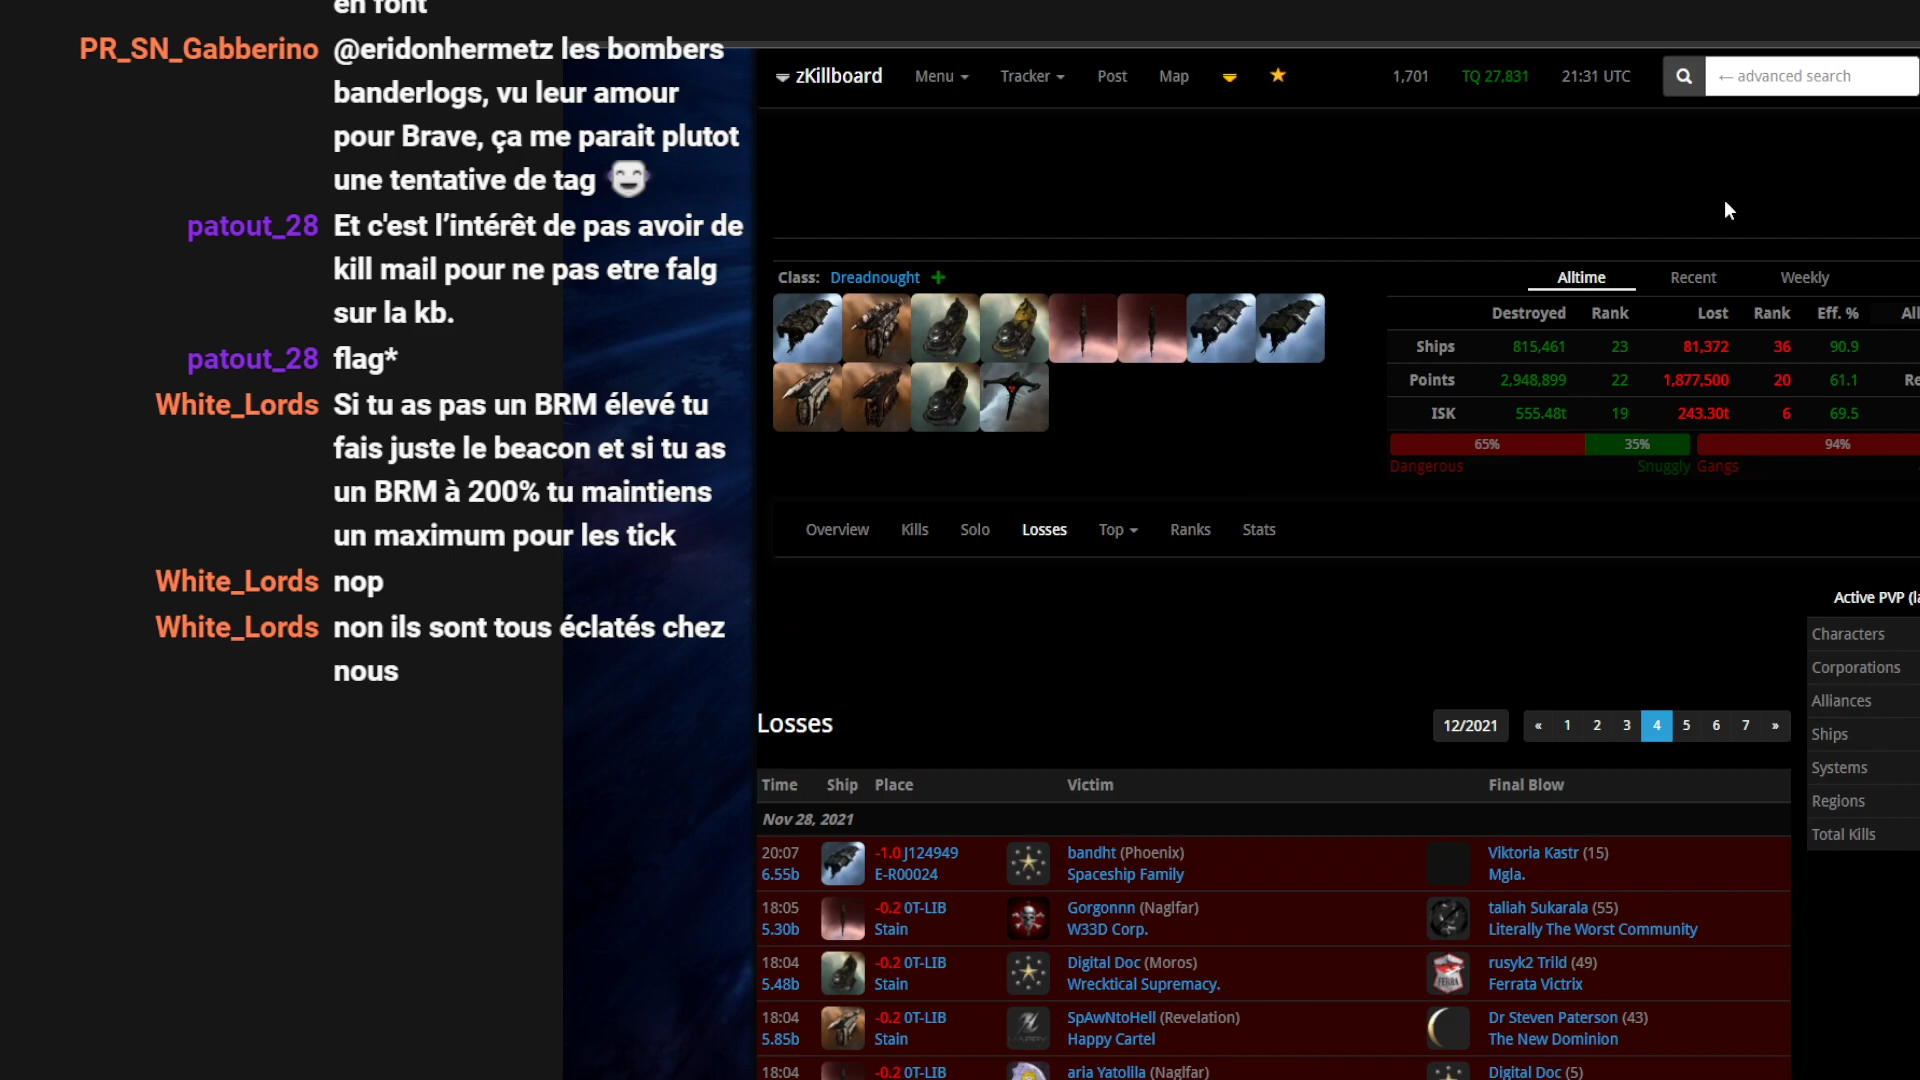 en font
PR_SN_Gabberino @eridonhermetz les bombers
banderlogs, vu leur amour
pour Brave, ça me parait plutot
une tentative de tag
patout_28 Et c'est l’intérêt de pas avoir de
kill mail pour ne pas etre falg
sur la kb.
patout_28 flag*
White_Lords Si tu as pas un BRM élevé tu
fais juste le beacon et si tu as
un BRM à 200% tu maintiens
un maximum pour les tick
White_Lords nop
White_Lords non ils sont tous éclatés chez
nous
zKillboard Menu Tracker Post Map 1,701 TQ 27,831 21:31 UTC ← advanced search
Class: Dreadnought
Alltime Recent Weekly
Destroyed Rank Lost Rank Eff. % All
Ships 815,461 23 81,372 36 90.9
Points 2,948,899 22 1,877,500 20 61.1 Re
ISK 555.48t 19 243.30t 6 69.5
65% 35% 94%
Dangerous Snuggly Gangs
Overview Kills Solo Losses Top Ranks Stats
Active PVP (la
Characters
Corporations
Alliances
Ships
Systems
Regions
Total Kills
Losses 12/2021 « 1 2 3 4 5 6 7 »
Time Ship Place Victim Final Blow
Nov 28, 2021
20:07 -1.0 J124949 bandht (Phoenix) Viktoria Kastr (15)
6.55b E-R00024 Spaceship Family Mgla.
18:05 -0.2 0T-LIB Gorgonnn (Naglfar) taliah Sukarala (55)
5.30b Stain W33D Corp. Literally The Worst Community
18:04 -0.2 0T-LIB Digital Doc (Moros) rusyk2 Trild (49)
5.48b Stain Wrecktical Supremacy. Ferrata Victrix
18:04 -0.2 0T-LIB SpAwNtoHell (Revelation) Dr Steven Paterson (43)
5.85b Stain Happy Cartel The New Dominion
18:04 -0.2 0T-LIB aria Yatolila (Naglfar) Digital Doc (5)